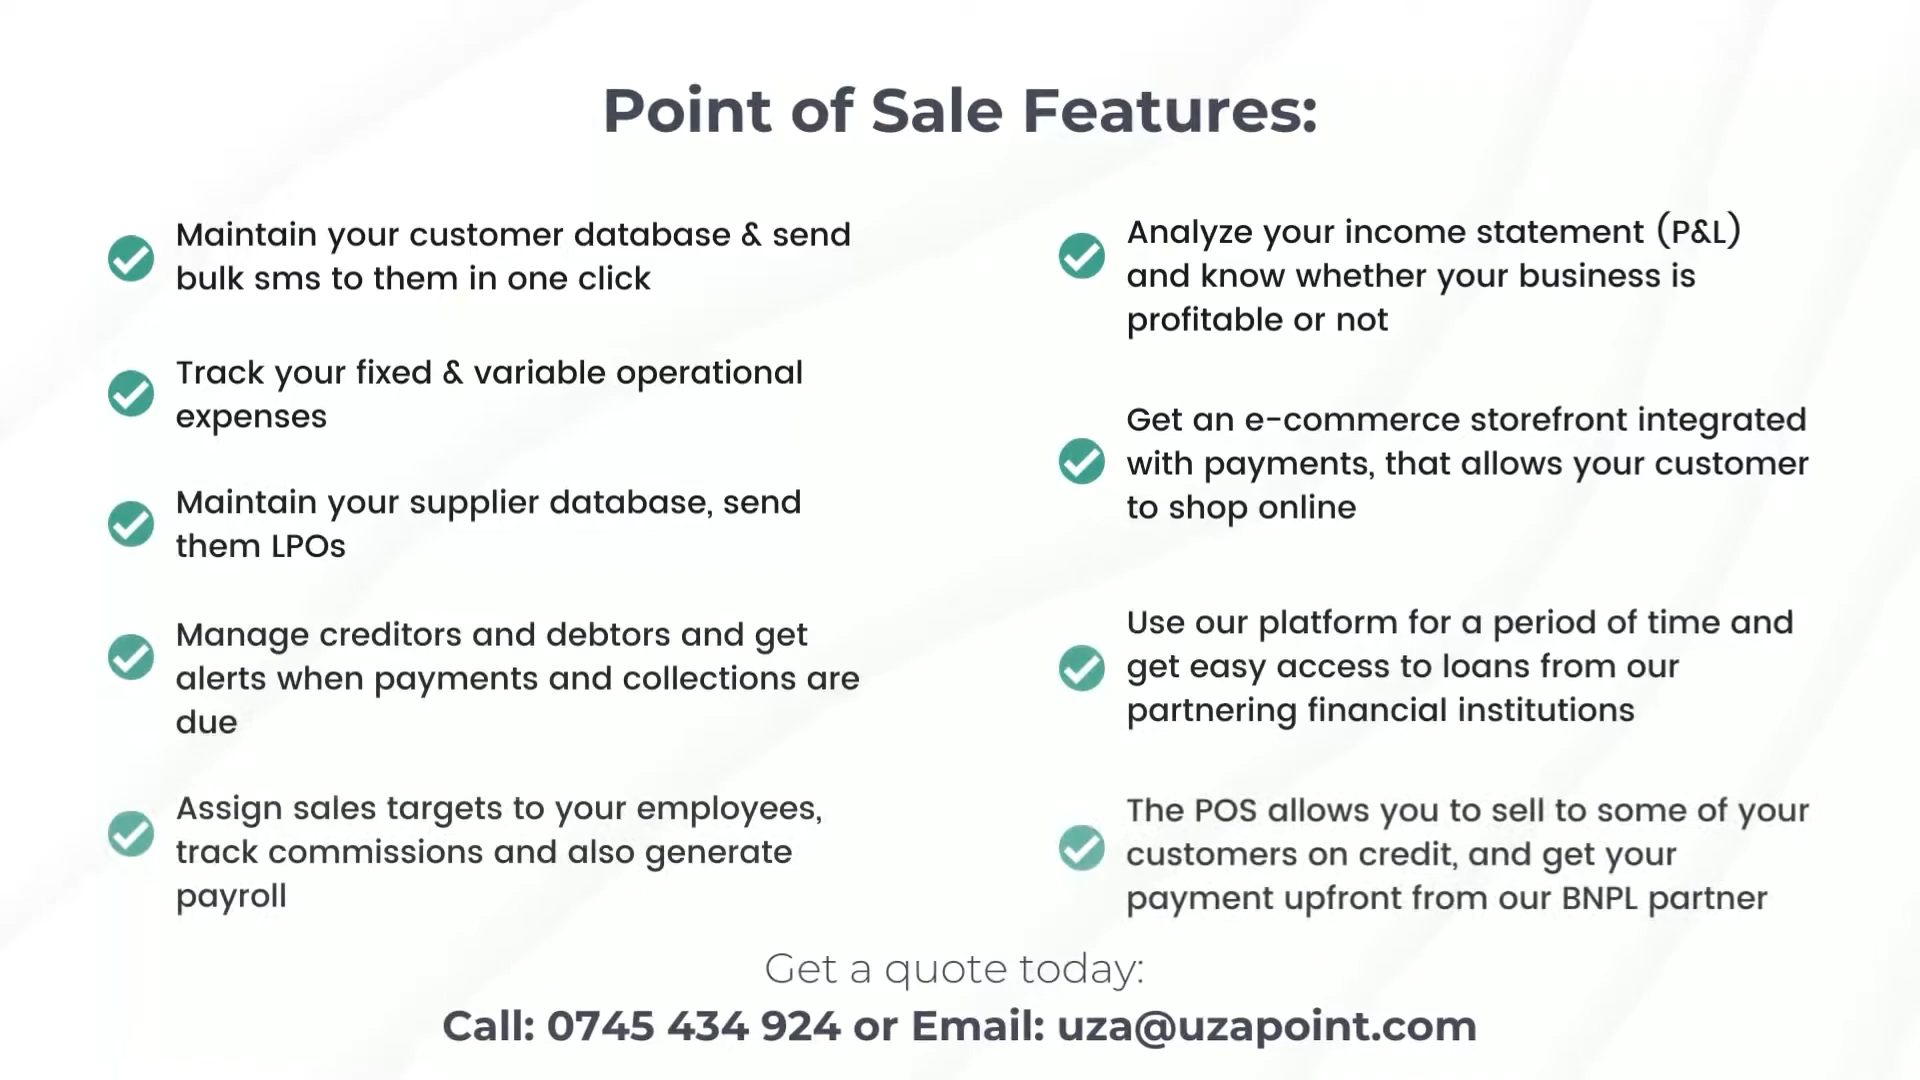 Point of Sale Features:
Maintain your customer database & send
bulk sms to them in one click
Track your fixed & variable operational
expenses
Maintain your supplier database, send
them LPOs
Manage creditors and debtors and get
alerts when payments and collections are
due
Assign sales targets to your employees,
track commissions and also generate
payroll
Analyze your income statement (P&L)
and know whether your business is
profitable or not
Get an e-commerce storefront integrated
with payments, that allows your customer
to shop online
Use our platform for a period of time and
get easy access to loans from our
partnering financial institutions
The POS allows you to sell to some of your
customers on credit, and get your
payment upfront from our BNPL partner
Get a quote today:
Call: 0745 434 924 or Email: uza@uzapoint.com